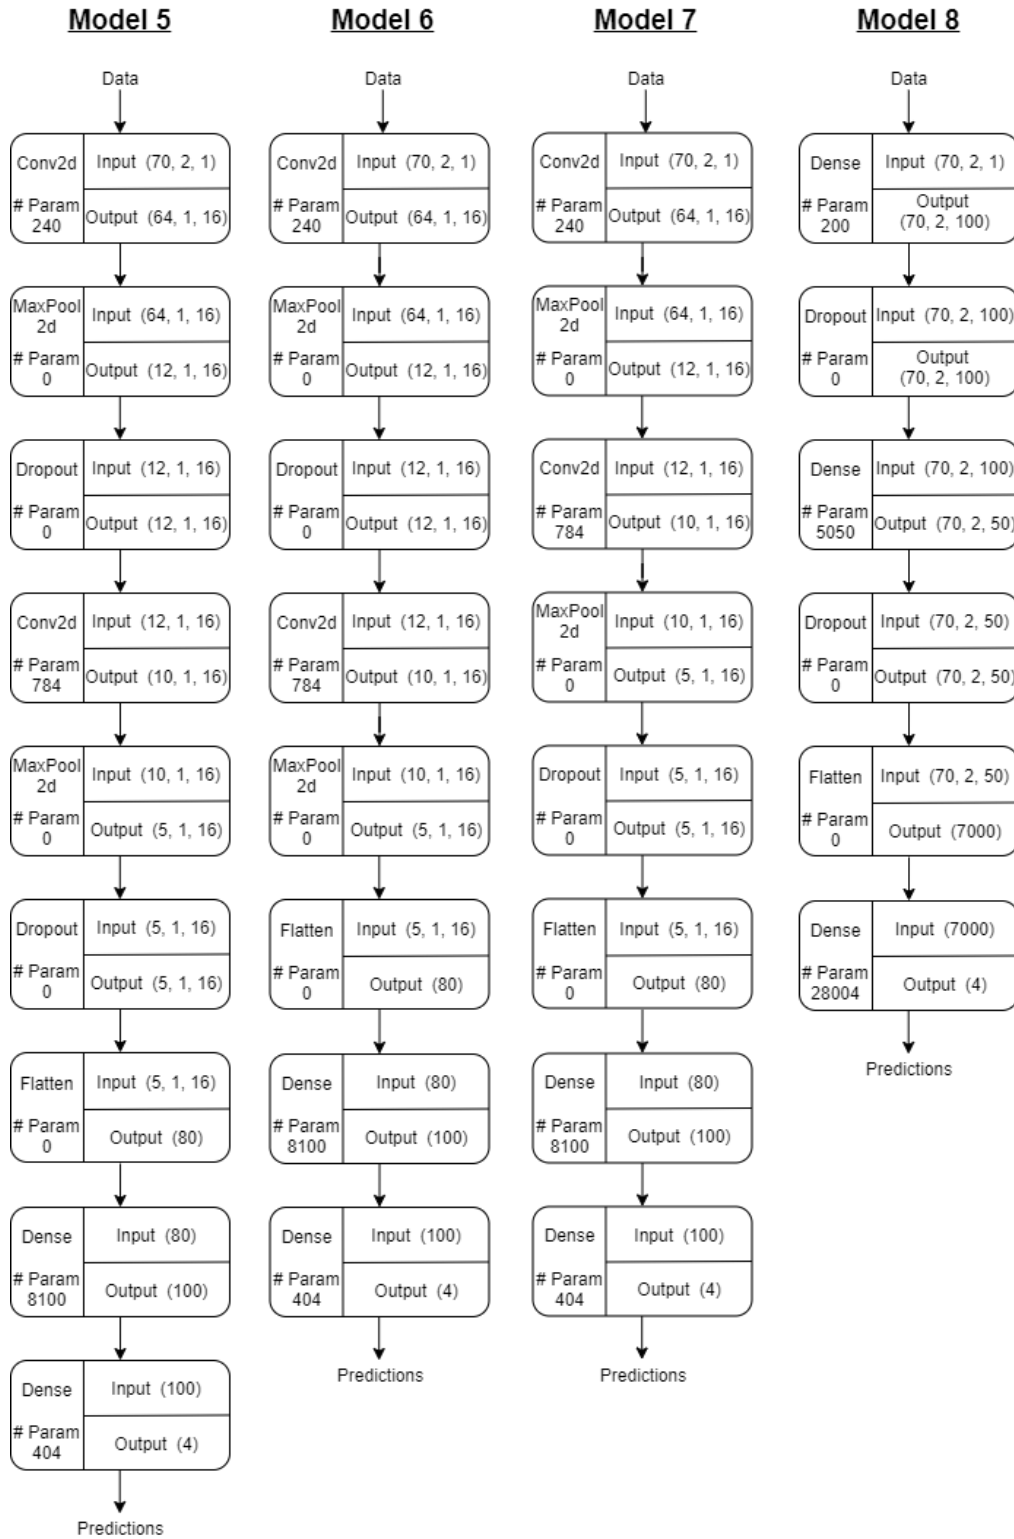 Model 5
Data
Conv2d
# Param
240
Input (70, 2, 1)
Output (64, 1, 16)
MaxPool
2d
# Param
0
Input (64, 1, 16)
Output (12, 1, 16)
Dropout
# Param
0
Input (12, 1, 16)
Output (12, 1, 16)
Conv2d
# Param
784
Input (12, 1, 16)
Output (10, 1, 16)
MaxPool
2d
# Param
0
Input (10, 1, 16)
Output (5, 1, 16)
Dropout
# Param
0
Input (5, 1, 16)
Output (5, 1, 16)
Flatten
# Param
0
Input (5, 1, 16)
Output (80)
Dense
# Param
8100
Input (80)
Output (100)
Dense
# Param
404
Input (100)
Output (4)
Predictions
Model 6
Data
Conv2d
# Param
240
Input (70, 2, 1)
Output (64, 1, 16)
MaxPool
2d
# Param
0
Input (64, 1, 16)
Output (12, 1, 16)
Dropout
# Param
0
Input (12, 1, 16)
Output (12, 1, 16)
Conv2d
# Param
784
Input (12, 1, 16)
Output (10, 1, 16)
MaxPool
2d
# Param
0
Input (10, 1, 16)
Output (5, 1, 16)
Flatten
# Param
0
Input (5, 1, 16)
Output (80)
Dense
# Param
8100
Input (80)
Output (100)
Dense
# Param
404
Input (100)
Output (4)
Predictions
Model 7
Data
Conv2d
# Param
240
Input (70, 2, 1)
Output (64, 1, 16)
MaxPool
2d
# Param
0
Input (64, 1, 16)
Output (12, 1, 16)
Conv2d
# Param
784
Input (12, 1, 16)
Output (10, 1, 16)
MaxPool
2d
# Param
0
Input (10, 1, 16)
Output (5, 1, 16)
Dropout
# Param
0
Input (5, 1, 16)
Output (5, 1, 16)
Flatten
# Param
0
Input (5, 1, 16)
Output (80)
Dense
# Param
8100
Input (80)
Output (100)
Dense
# Param
404
Input (100)
Output (4)
Predictions
Model 8
Data
Dense
# Param
200
Input (70, 2, 1)
Output
(70, 2, 100)
Dropout
# Param
0
Input (70, 2, 100)
Output
(70, 2, 100)
Dense
# Param
5050
Input (70, 2, 100)
Output (70, 2, 50)
Dropout
# Param
0
Input (70, 2, 50)
Output (70, 2, 50)
Flatten
# Param
0
Input (70, 2, 50)
Output (7000)
Dense
# Param
28004
Input (7000)
Output (4)
Predictions